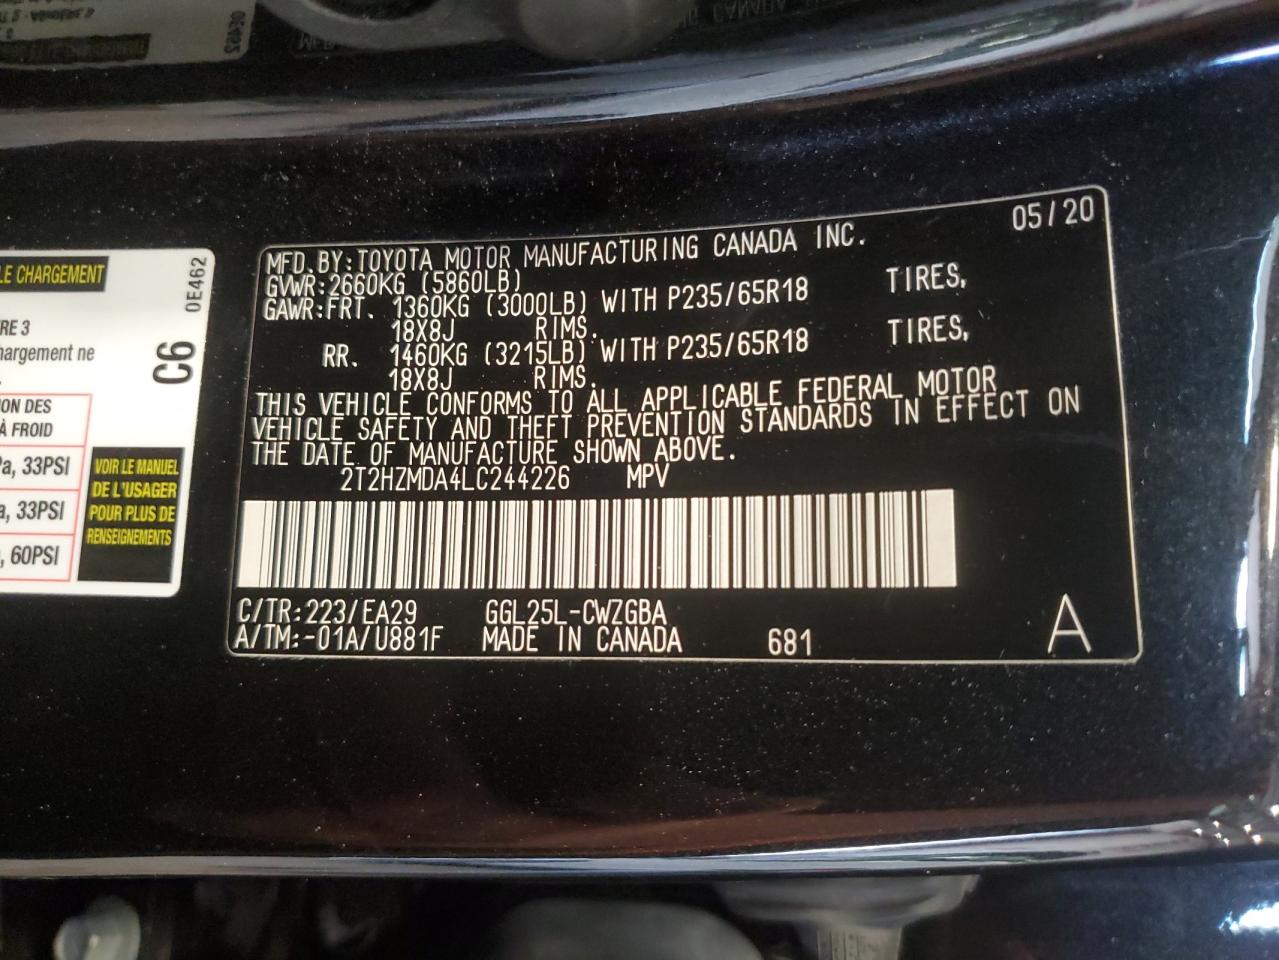 05/20
MFD.BY:TOYOTA MOTOR MANUFACTURING CANADA INC.
GVWR:2660KG (5860LB)
GAWR:FRT. 1360KG (3000LB) WITH P235/65R18 TIRES,
18X8J RIMS.
RR. 1460KG (3215LB) WITH P235/65R18 TIRES,
18X8J RIMS.
THIS VEHICLE CONFORMS TO ALL APPLICABLE FEDERAL MOTOR
VEHICLE SAFETY AND THEFT PREVENTION STANDARDS IN EFFECT ON
THE DATE OF MANUFACTURE SHOWN ABOVE.
2T2HZMDA4LC244226 MPV
C/TR:223/EA29 GGL25L-CWZGBA
A/TM:-01A/U881F MADE IN CANADA 681 A
LE CHARGEMENT
0E462
C6
RE 3
hargement ne
ON DES
À FROID
a, 33PSI
a, 33PSI
, 60PSI
VOIR LE MANUEL
DE L'USAGER
POUR PLUS DE
RENSEIGNEMENTS